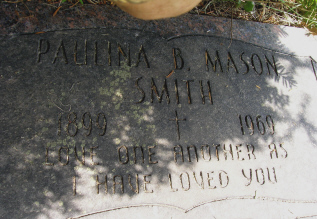 PAULINA B. MASON
SMITH
1899 1969
LOVE ONE ANOTHER AS
I HAVE LOVED YOU